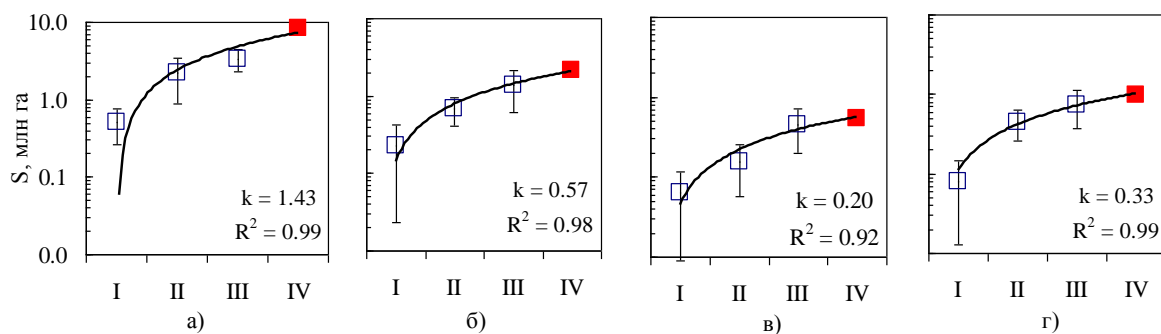 10.0
1.0
0.1
0.0
S, млн га
k = 1.43
R² = 0.99
I II III IV
а)
k = 0.57
R² = 0.98
I II III IV
б)
k = 0.20
R² = 0.92
I II III IV
в)
k = 0.33
R² = 0.99
I II III IV
г)